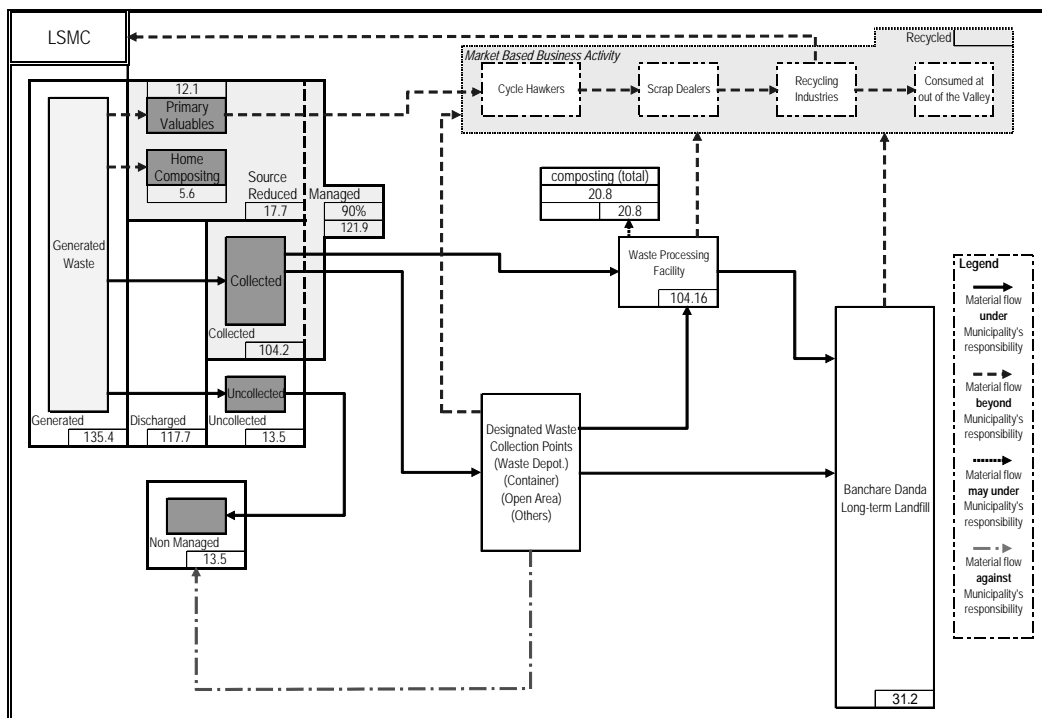 LSMC
Recycled
Market Based Business Activity
Cycle Hawkers
Scrap Dealers
Recycling
Industries
Consumed at
out of the Valley
12.1
Primary
Valuables
Home
Compositng
5.6
Source
Reduced
17.7
Managed
90%
121.9
composting (total)
20.8
20.8
Generated
Waste
Collected
Collected
104.2
Waste Processing
Facility
104.16
Uncollected
Generated
135.4
Discharged
117.7
Uncollected
13.5
Designated Waste
Collection Points
(Waste Depot.)
(Container)
(Open Area)
(Others)
Banchare Danda
Long-term Landfill
31.2
Non Managed
13.5
Legend
Material flow
under
Municipality's
responsibility
Material flow
beyond
Municipality's
responsibility
Material flow
may under
Municipality's
responsibility
Material flow
against
Municipality's
responsibility